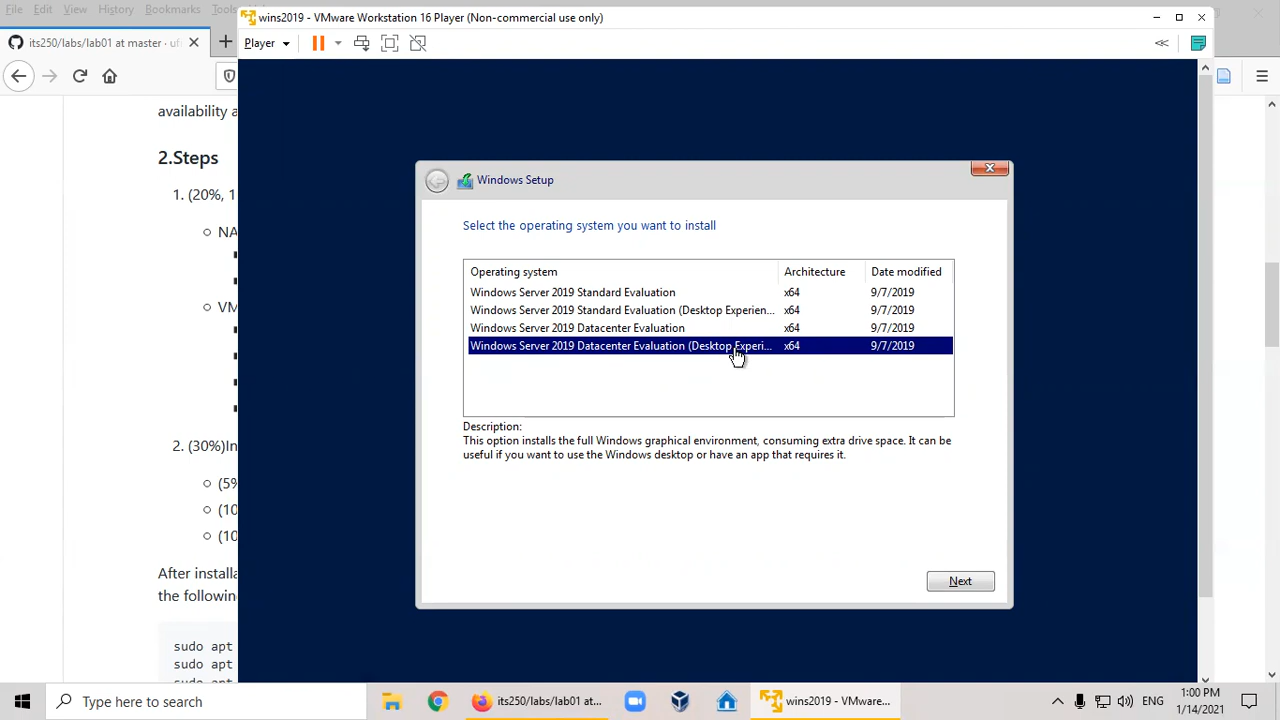 File Edit View History Bookmarks
wins2019 - VMware Workstation 16 Player (Non-commercial use only)
its250/labs/lab01 at master · uf
Player
availability a
2.Steps
1. (20%, 1
NA
VM
2. (30%)In
(5%
(10
(10
After installa
the following
sudo apt
sudo apt
sudo apt
Windows Setup
Select the operating system you want to install
Operating system Architecture Date modified
Windows Server 2019 Standard Evaluation x64 9/7/2019
Windows Server 2019 Standard Evaluation (Desktop Experien... x64 9/7/2019
Windows Server 2019 Datacenter Evaluation x64 9/7/2019
Windows Server 2019 Datacenter Evaluation (Desktop Experi... x64 9/7/2019
Description:
This option installs the full Windows graphical environment, consuming extra drive space. It can be
useful if you want to use the Windows desktop or have an app that requires it.
Next
Type here to search
its250/labs/lab01 at...
wins2019 - VMware...
ENG
1:00 PM
1/14/2021